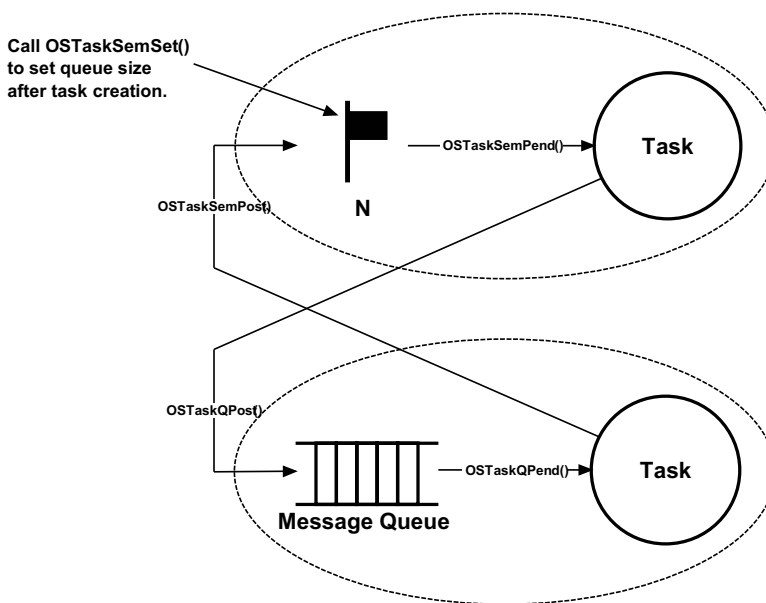 Call OSTaskSemSet()
to set queue size
after task creation.
OSTaskSemPend()
Task
N
OSTaskSemPost()
OSTaskQPost()
OSTaskQPend()
Task
Message Queue